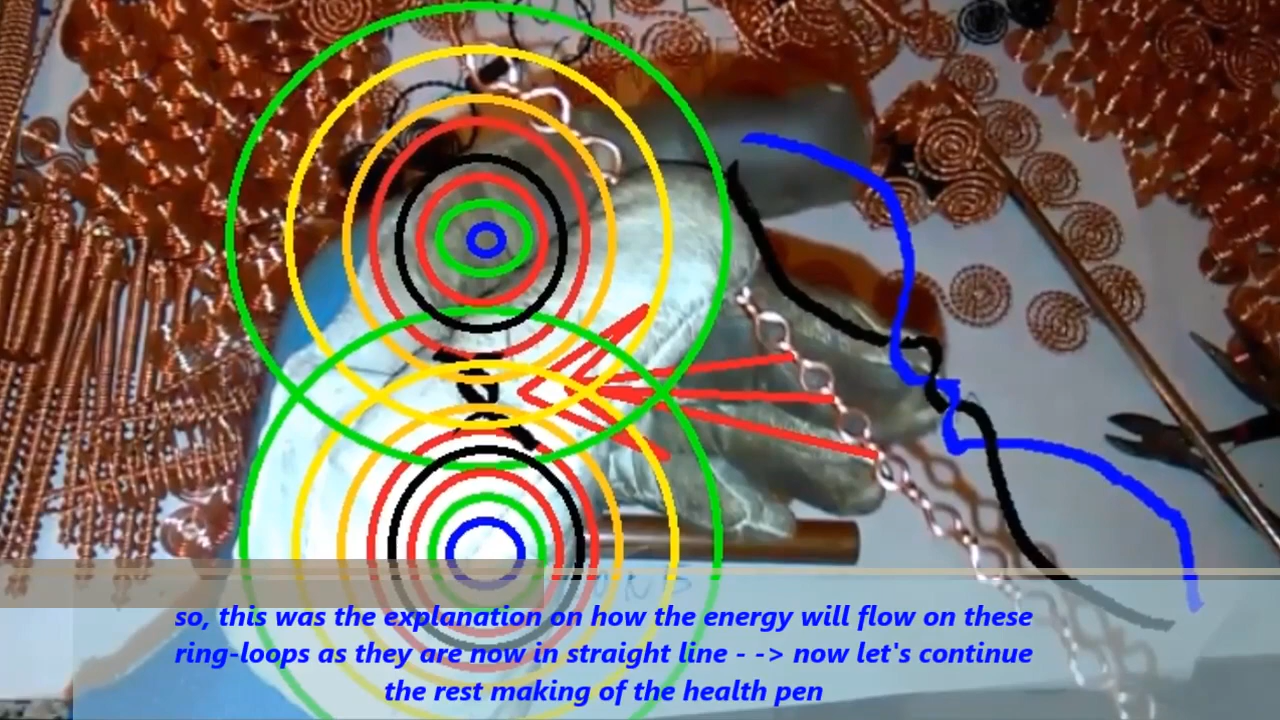 so, this was the explanation on how the energy will flow on these
ring-loops as they are now in straight line - -> now let's continue
the rest making of the health pen